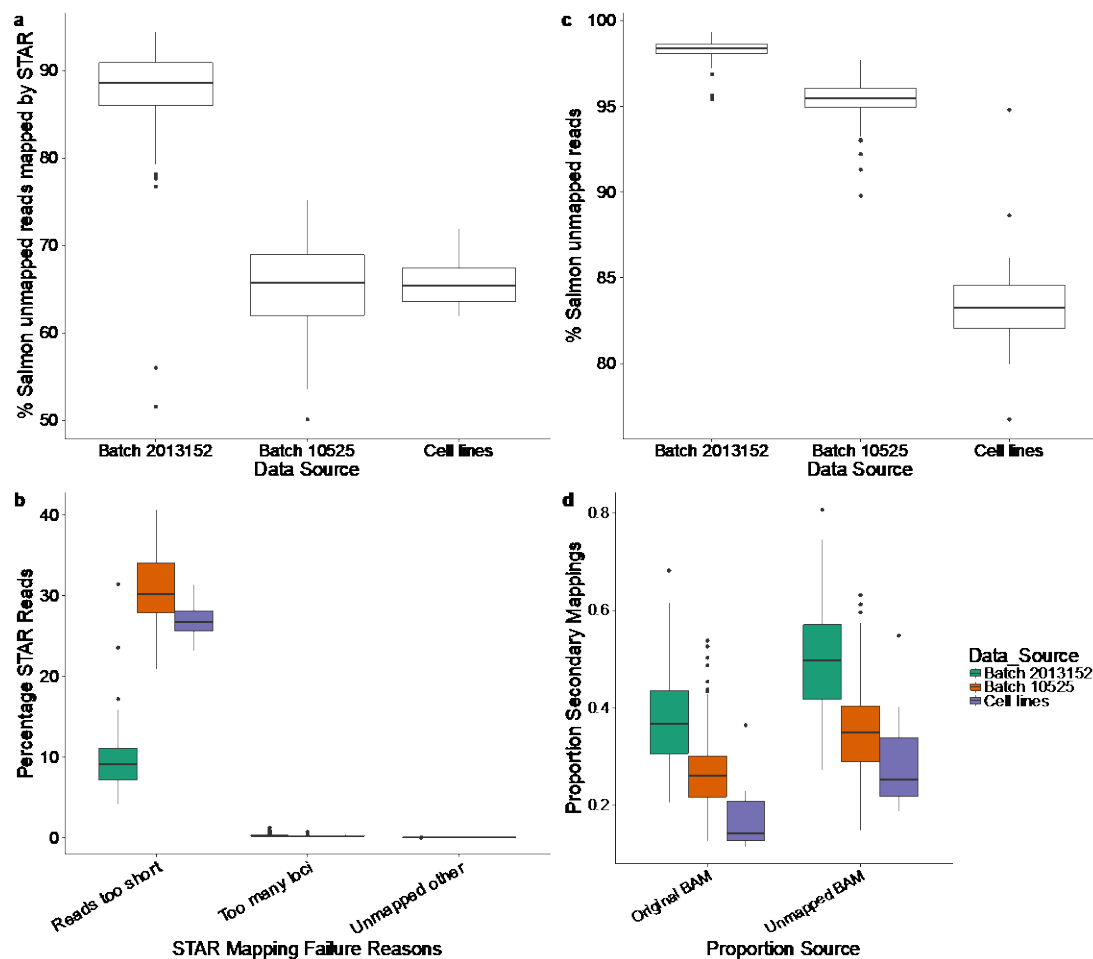 a
% Salmon unmapped reads mapped by STAR
90
80
70
60
50
Batch 2013152
Batch 10525
Cell lines
Data Source
c
% Salmon unmapped reads
100
95
90
85
80
Batch 2013152
Batch 10525
Cell lines
Data Source
b
Percentage STAR Reads
40
30
20
10
0
Reads too short
Too many loci
Unmapped other
STAR Mapping Failure Reasons
d
Proportion Secondary Mappings
0.8
0.6
0.4
0.2
Original BAM
Unmapped BAM
Proportion Source
Data_Source
Batch 2013152
Batch 10525
Cell lines